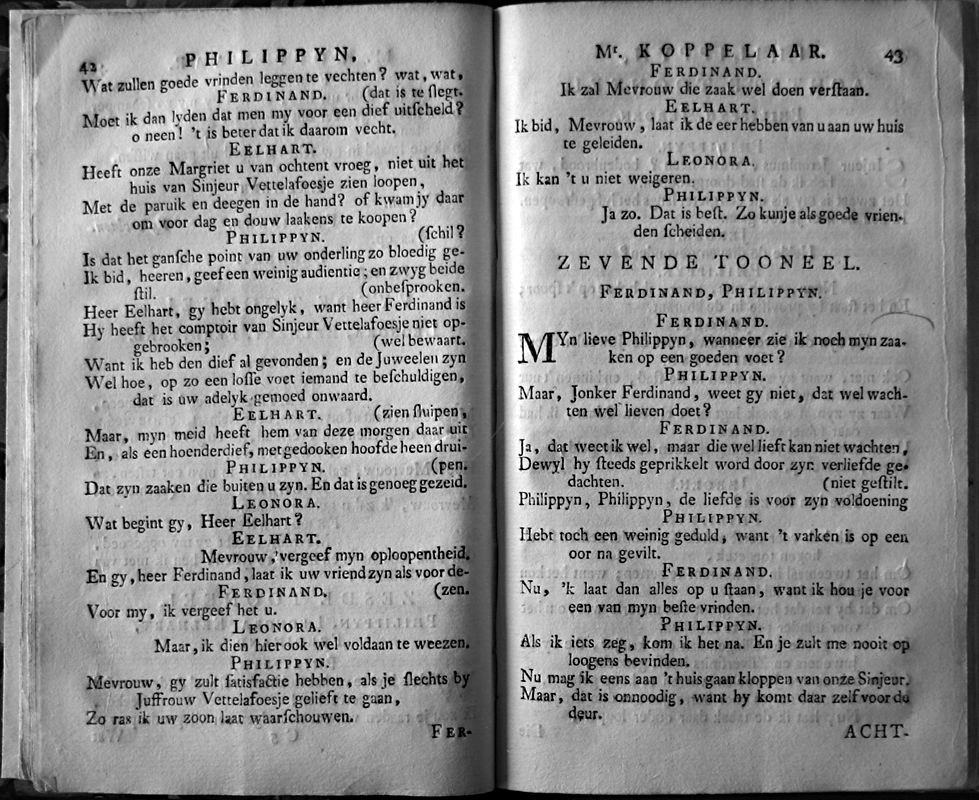 42 PHILIPPYN,
Wat zullen goede vrinden leggen te vechten? wat, wat,
FERDINAND. (dat is te ſlegt.
Moet ik dan lyden dat men my voor een dief uitſcheld?
o neen! 't is beter dat ik daarom vecht.
EELHART.
Heeft onze Margriet u van ochtent vroeg, niet uit het
huis van Sinjeur Vettelafoesje zien loopen,
Met de paruik en deegen in de hand? of kwam jy daar
om voor dag en douw laakens te koopen?
PHILIPPYN. (ſchil?
Is dat het ganſche point van uw onderling zo bloedig ge-
Ik bid, heeren, geef een weinig audientie; en zwyg beide
ſtil. (onbeſprooken.
Heer Eelhart, gy hebt ongelyk, want heer Ferdinand is
Hy heeft het comptoir van Sinjeur Vettelafoesje niet op-
gebrooken; (wel bewaart.
Want ik heb den dief al gevonden; en de Juweelen zyn
Wel hoe, op zo een loſſe voet iemand te beſchuldigen,
dat is uw adelyk gemoed onwaard.
EELHART. (zien ſluipen,
Maar, myn meid heeft hem van deze morgen daar uit
En, als een hoenderdief, met gedooken hoofde heen drui-
PHILIPPYN. (pen.
Dat zyn zaaken die buiten u zyn. En dat is genoeg gezeid.
LEONORA.
Wat begint gy, Heer Eelhart?
EELHART.
Mevrouw, vergeef myn oploopentheid.
En gy, heer Ferdinand, laat ik uw vriend zyn als voor de-
FERDINAND. (zen.
Voor my, ik vergeef het u.
LEONORA.
Maar, ik dien hier ook wel voldaan te weezen.
PHILIPPYN.
Mevrouw, gy zult ſatisfactie hebben, als je ſlechts by
Juffrouw Vettelafoesje gelieft te gaan,
Zo ras ik uw zoon laat waarſchouwen.
FER-
Mr. KOPPELAAR. 43
FERDINAND.
Ik zal Mevrouw die zaak wel doen verſtaan.
EELHART.
Ik bid, Mevrouw, laat ik de eer hebben van u aan uw huis
te geleiden.
LEONORA.
Ik kan 't u niet weigeren.
PHILIPPYN.
Ja zo. Dat is beſt. Zo kunje als goede vrien-
den ſcheiden.
ZEVENDE TOONEEL.
FERDINAND, PHILIPPYN.
FERDINAND.
MYn lieve Philippyn, wanneer zie ik noch myn zaa-
ken op een goeden voet?
PHILIPPYN.
Maar, Jonker Ferdinand, weet gy niet, dat wel wach-
ten wel lieven doet?
FERDINAND.
Ja, dat weet ik wel, maar die wel lieft kan niet wachten,
Dewyl hy ſteeds geprikkelt word door zyn verliefde ge-
dachten. (niet geſtilt.
Philippyn, Philippyn, de liefde is voor zyn voldoening
PHILIPPYN.
Hebt toch een weinig geduld, want 't varken is op een
oor na gevilt.
FERDINAND.
Nu, 'k laat dan alles op u ſtaan, want ik hou je voor
een van myn beſte vrinden.
PHILIPPYN.
Als ik iets zeg, kom ik het na. En je zult me nooit op
loogens bevinden.
Nu mag ik eens aan 't huis gaan kloppen van onze Sinjeur.
Maar, dat is onnoodig, want hy komt daar zelf voor de
deur.
ACHT-